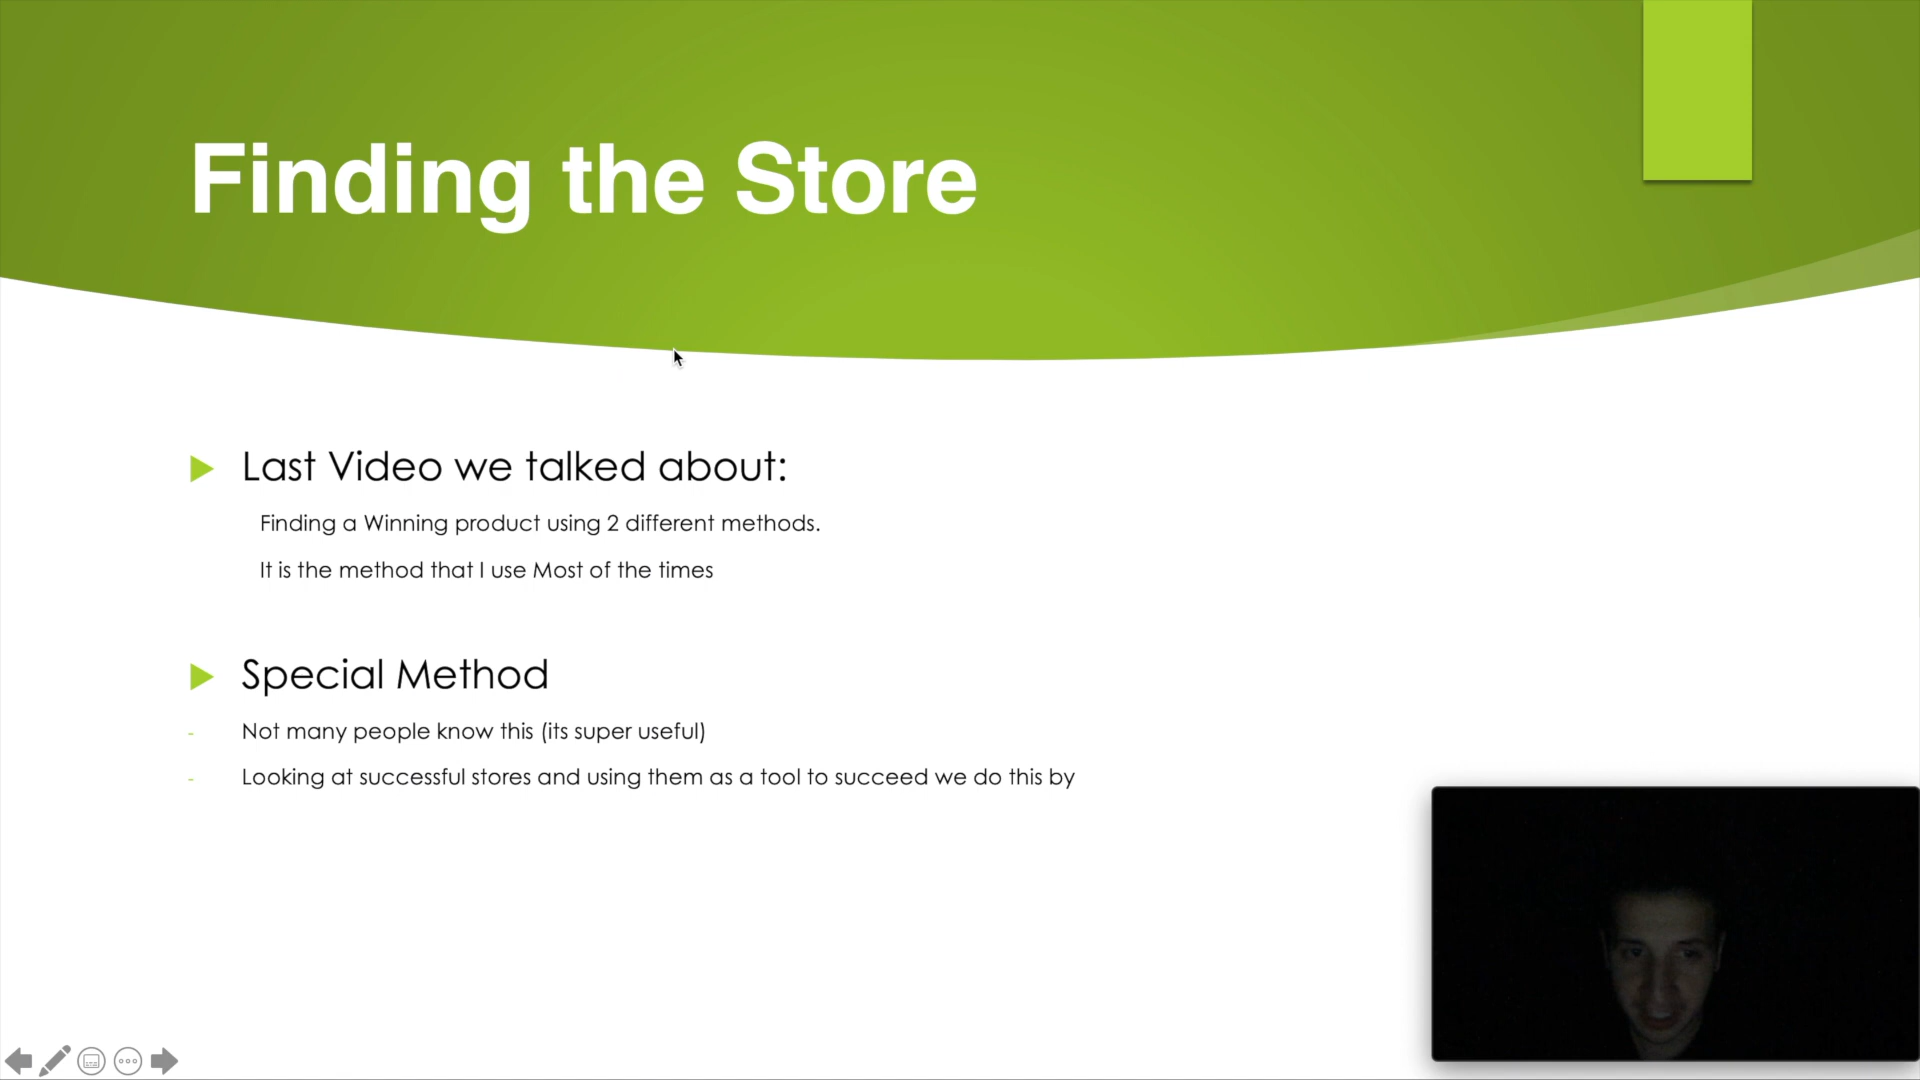 Finding the Store
Last Video we talked about:
Finding a Winning product using 2 different methods.
It is the method that I use Most of the times
Special Method
- Not many people know this (its super useful)
- Looking at successful stores and using them as a tool to succeed we do this by